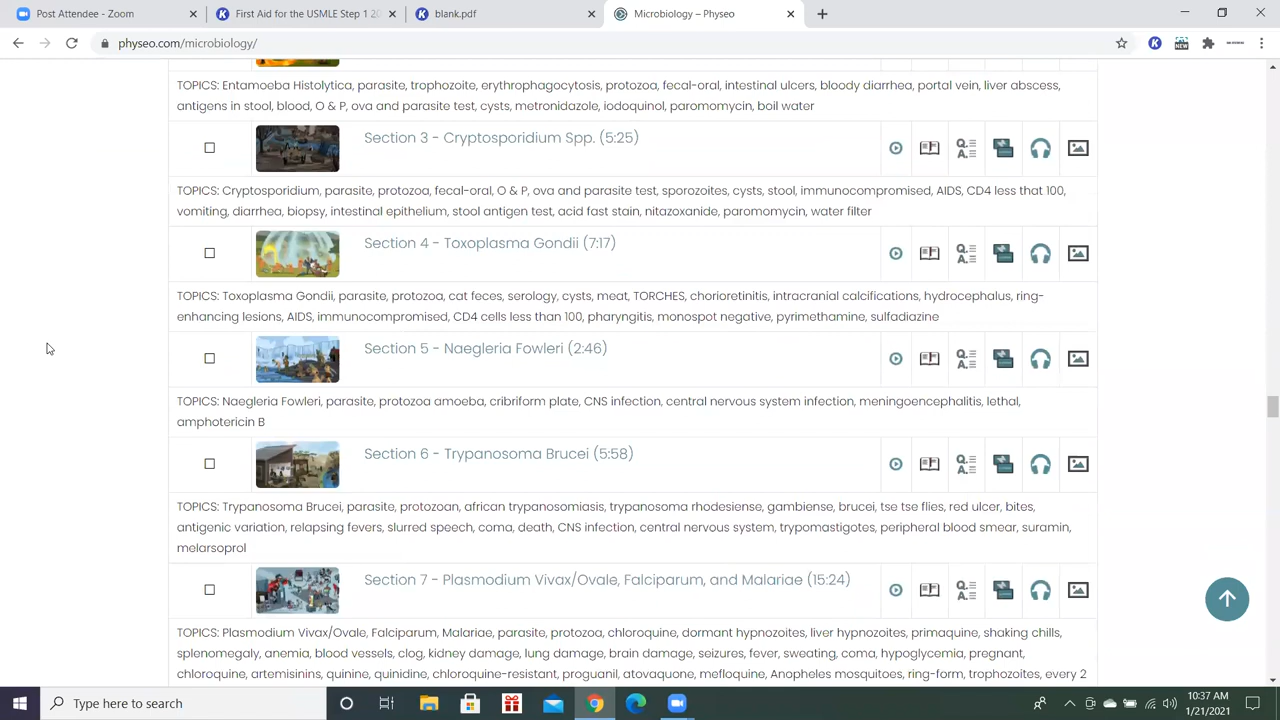 Post Attendee - Zoom
First Aid for the USMLE Step 1 20
blank.pdf
Microbiology – Physeo
physeo.com/microbiology/
NEW
TOPICS: Entamoeba Histolytica, parasite, trophozoite, erythrophagocytosis, protozoa, fecal-oral, intestinal ulcers, bloody diarrhea, portal vein, liver abscess,
antigens in stool, blood, O & P, ova and parasite test, cysts, metronidazole, iodoquinol, paromomycin, boil water
Section 3 - Cryptosporidium Spp. (5:25)
TOPICS: Cryptosporidium, parasite, protozoa, fecal-oral, O & P, ova and parasite test, sporozoites, cysts, stool, immunocompromised, AIDS, CD4 less that 100,
vomiting, diarrhea, biopsy, intestinal epithelium, stool antigen test, acid fast stain, nitazoxanide, paromomycin, water filter
Section 4 - Toxoplasma Gondii (7:17)
TOPICS: Toxoplasma Gondii, parasite, protozoa, cat feces, serology, cysts, meat, TORCHES, chorioretinitis, intracranial calcifications, hydrocephalus, ring-
enhancing lesions, AIDS, immunocompromised, CD4 cells less than 100, pharyngitis, monospot negative, pyrimethamine, sulfadiazine
Section 5 - Naegleria Fowleri (2:46)
TOPICS: Naegleria Fowleri, parasite, protozoa amoeba, cribriform plate, CNS infection, central nervous system infection, meningoencephalitis, lethal,
amphotericin B
Section 6 - Trypanosoma Brucei (5:58)
TOPICS: Trypanosoma Brucei, parasite, protozoan, african trypanosomiasis, trypanosoma rhodesiense, gambiense, brucei, tse tse flies, red ulcer, bites,
antigenic variation, relapsing fevers, slurred speech, coma, death, CNS infection, central nervous system, trypomastigotes, peripheral blood smear, suramin,
melarsoprol
Section 7 - Plasmodium Vivax/Ovale, Falciparum, and Malariae (15:24)
TOPICS: Plasmodium Vivax/Ovale, Falciparum, Malariae, parasite, protozoa, chloroquine, dormant hypnozoites, liver hypnozoites, primaquine, shaking chills,
splenomegaly, anemia, blood vessels, clog, kidney damage, lung damage, brain damage, seizures, fever, sweating, coma, hypoglycemia, pregnant,
chloroquine, artemisinins, quinine, quinidine, chloroquine-resistant, proguanil, atovaquone, mefloquine, Anopheles mosquitoes, ring-form, trophozoites, every 2
Type here to search
10:37 AM
1/21/2021